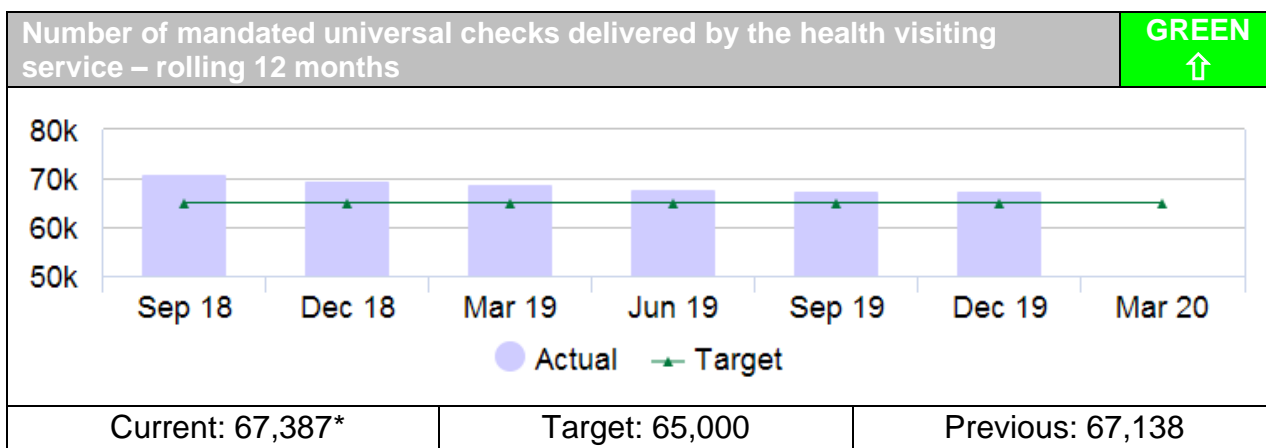 Number of mandated universal checks delivered by the health visiting
service – rolling 12 months
GREEN
⇧
80k
70k
60k
50k
Sep 18 Dec 18 Mar 19 Jun 19 Sep 19 Dec 19 Mar 20
Actual Target
Current: 67,387* Target: 65,000 Previous: 67,138